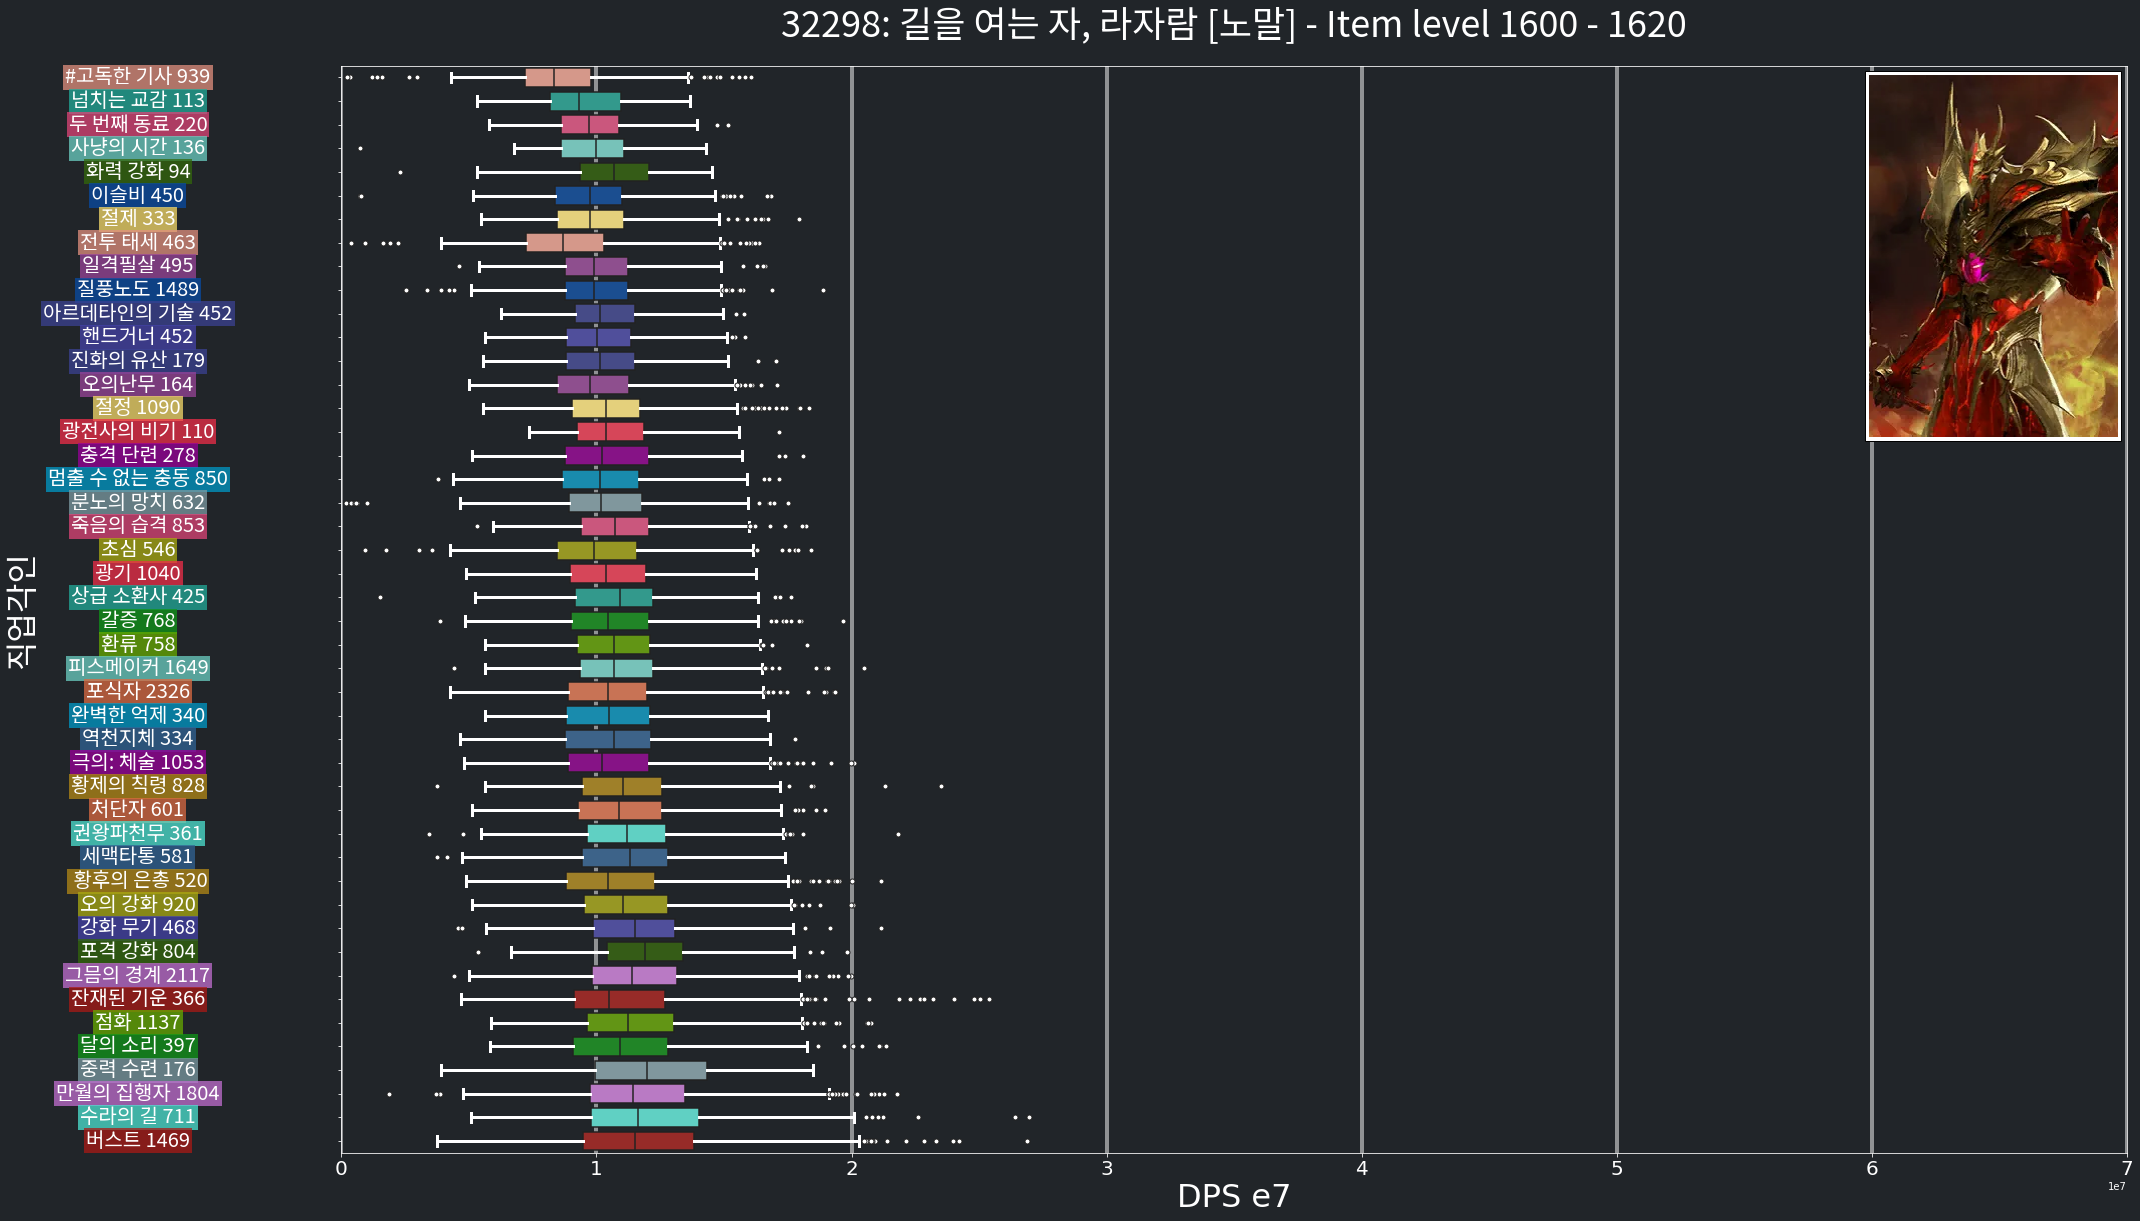 32298: 길을 여는 자, 라자람 [노말] - Item level 1600 - 1620
#고독한 기사 939
넘치는 교감 113
두 번째 동료 220
사냥의 시간 136
화력 강화 94
이슬비 450
절제 333
전투 태세 463
일격필살 495
질풍노도 1489
아르데타인의 기술 452
핸드거너 452
진화의 유산 179
오의난무 164
절정 1090
광전사의 비기 110
충격 단련 278
멈출 수 없는 충동 850
분노의 망치 632
죽음의 습격 853
초심 546
광기 1040
상급 소환사 425
갈증 768
환류 758
피스메이커 1649
포식자 2326
완벽한 억제 340
역천지체 334
극의: 체술 1053
황제의 칙령 828
처단자 601
권왕파천무 361
세맥타통 581
황후의 은총 520
오의 강화 920
강화 무기 468
포격 강화 804
그믐의 경계 2117
잔재된 기운 366
점화 1137
달의 소리 397
중력 수련 176
만월의 집행자 1804
수라의 길 711
버스트 1469
직업각인
0 1 2 3 4 5 6 7
1e7
DPS e7